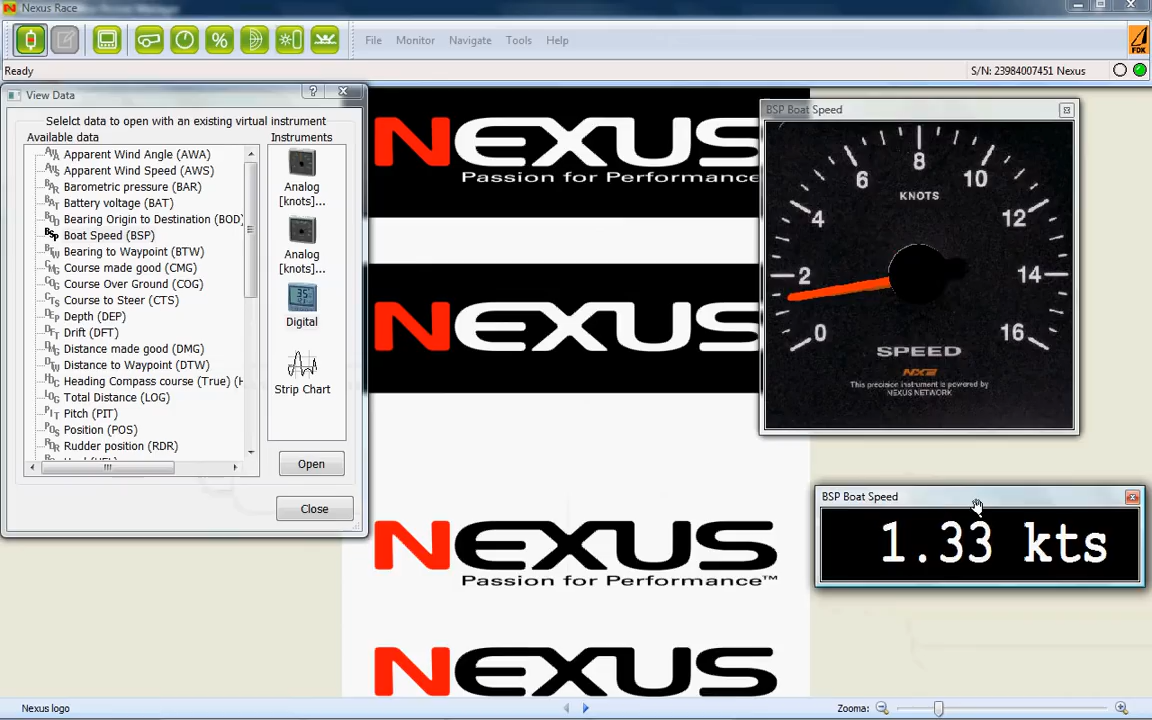 Nexus Race
File Monitor Navigate Tools Help
Ready
S/N: 23984007451 Nexus
View Data
Selelct data to open with an existing virtual instrument
Available data
Instruments
Apparent Wind Angle (AWA)
Apparent Wind Speed (AWS)
Barometric pressure (BAR)
Battery voltage (BAT)
Bearing Origin to Destination (BOD)
Boat Speed (BSP)
Bearing to Waypoint (BTW)
Course made good (CMG)
Course Over Ground (COG)
Course to Steer (CTS)
Depth (DEP)
Drift (DFT)
Distance made good (DMG)
Distance to Waypoint (DTW)
Heading Compass course (True) (H
Total Distance (LOG)
Pitch (PIT)
Position (POS)
Rudder position (RDR)
Analog
[knots]...
Analog
[knots]...
Digital
Strip Chart
Open
Close
NEXUS
Passion for Performance
NEXUS
NEXUS
Passion for Performance™
NEXUS
BSP Boat Speed
8
6
10
KNOTS
4
12
2
14
0
16
SPEED
NX2
This precision instrument is powered by
NEXUS NETWORK
BSP Boat Speed
1.33 kts
FDX
Nexus logo
Zooma: